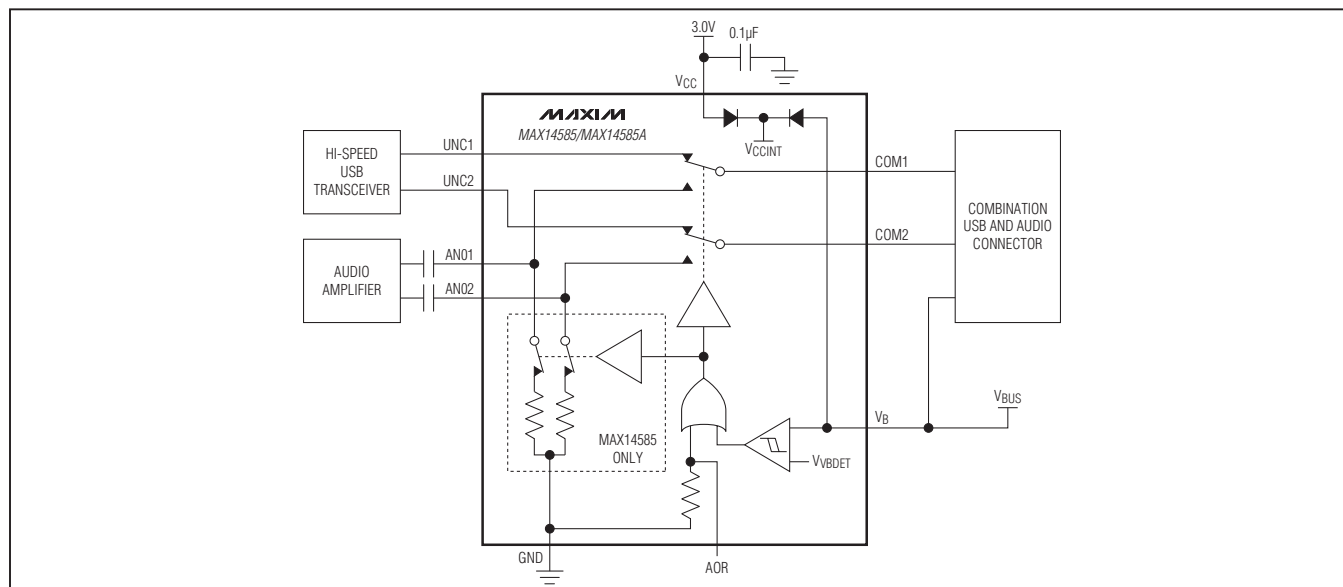 3.0V
0.1µF
VCC
MAXIM
MAX14585/MAX14585A
VCCINT
HI-SPEED
USB
TRANSCEIVER
UNC1
UNC2
COM1
COM2
COMBINATION
USB AND AUDIO
CONNECTOR
AUDIO
AMPLIFIER
AN01
AN02
MAX14585
ONLY
VB
VBUS
VVBDET
GND
AOR